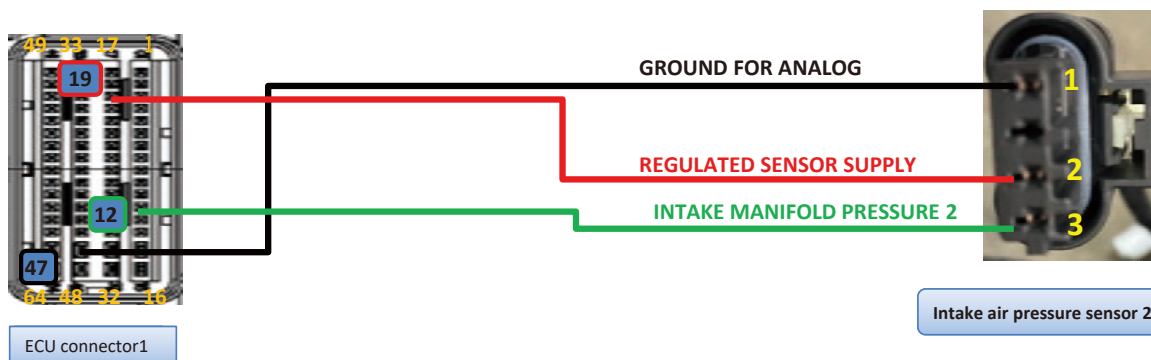 49 33 17 1
19
12
47
64 48 32 16
ECU connector1
GROUND FOR ANALOG
REGULATED SENSOR SUPPLY
INTAKE MANIFOLD PRESSURE 2
1
2
3
Intake air pressure sensor 2